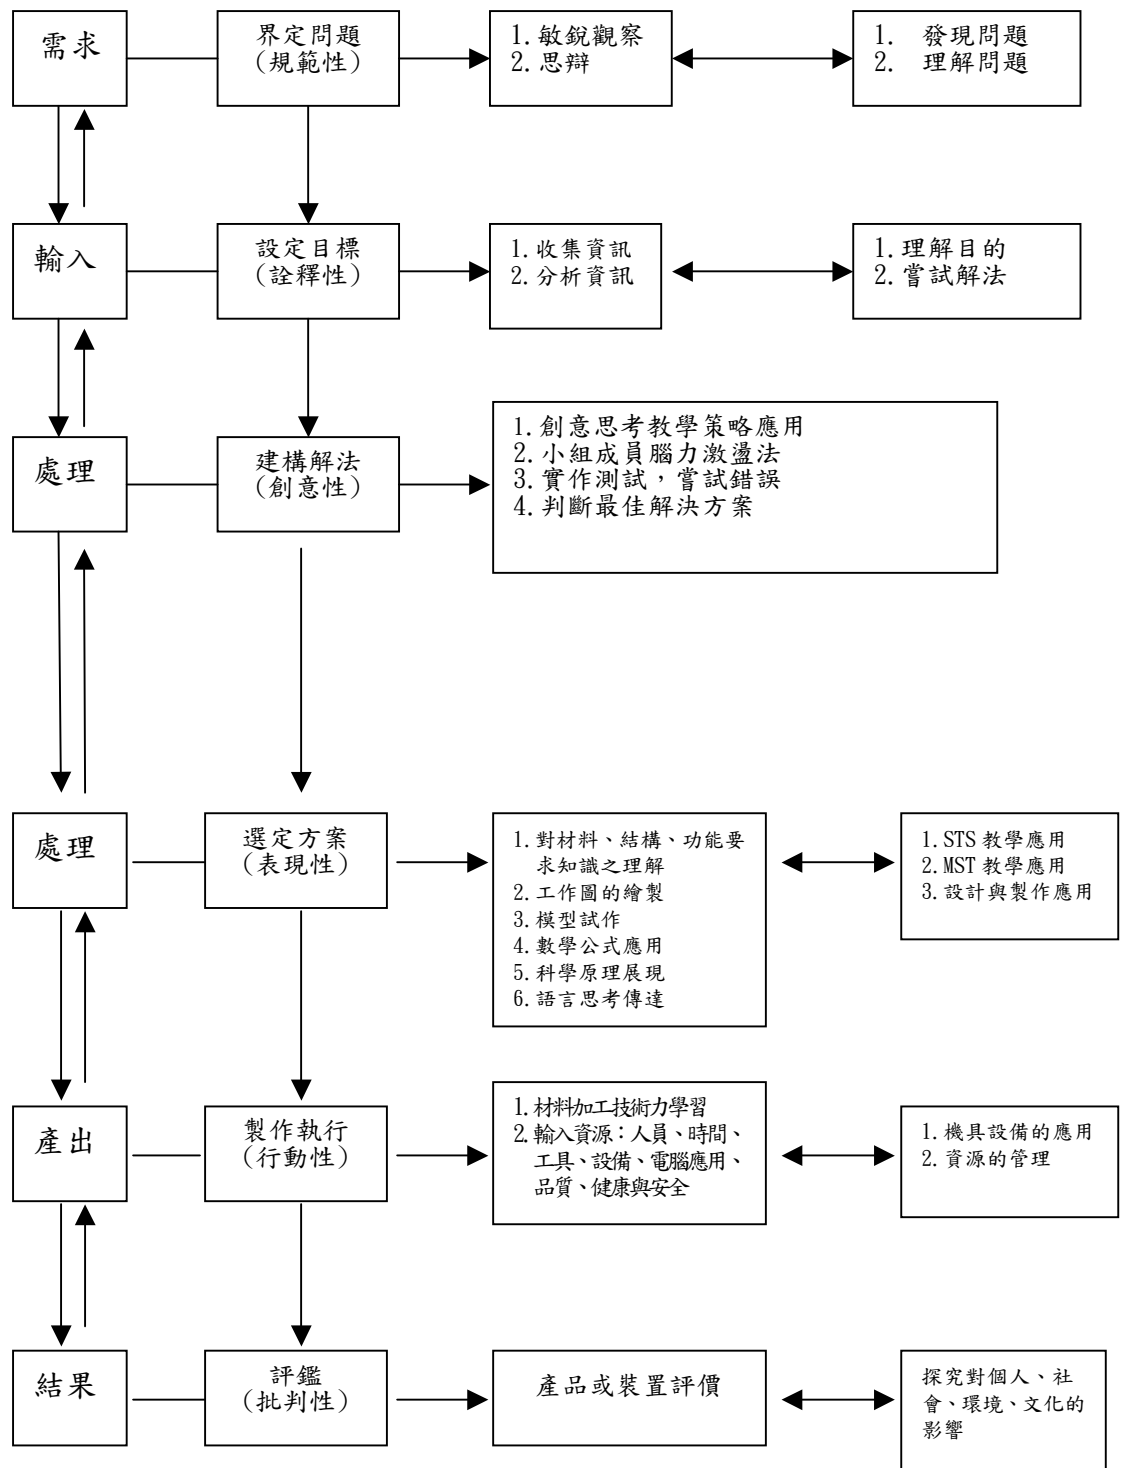 需求
界定問題
(規範性)
1.敏銳觀察
2.思辯
1. 發現問題
2. 理解問題
輸入
設定目標
(詮釋性)
1.收集資訊
2.分析資訊
1.理解目的
2.嘗試解法
處理
建構解法
(創意性)
1.創意思考教學策略應用
2.小組成員腦力激盪法
3.實作測試，嘗試錯誤
4.判斷最佳解決方案
處理
選定方案
(表現性)
1.對材料、結構、功能要
求知識之理解
2.工作圖的繪製
3.模型試作
4.數學公式應用
5.科學原理展現
6.語言思考傳達
1.STS 教學應用
2.MST 教學應用
3.設計與製作應用
產出
製作執行
(行動性)
1.材料加工技術力學習
2.輸入資源：人員、時間、
工具、設備、電腦應用、
品質、健康與安全
1.機具設備的應用
2.資源的管理
結果
評鑑
(批判性)
產品或裝置評價
探究對個人、社
會、環境、文化的
影響